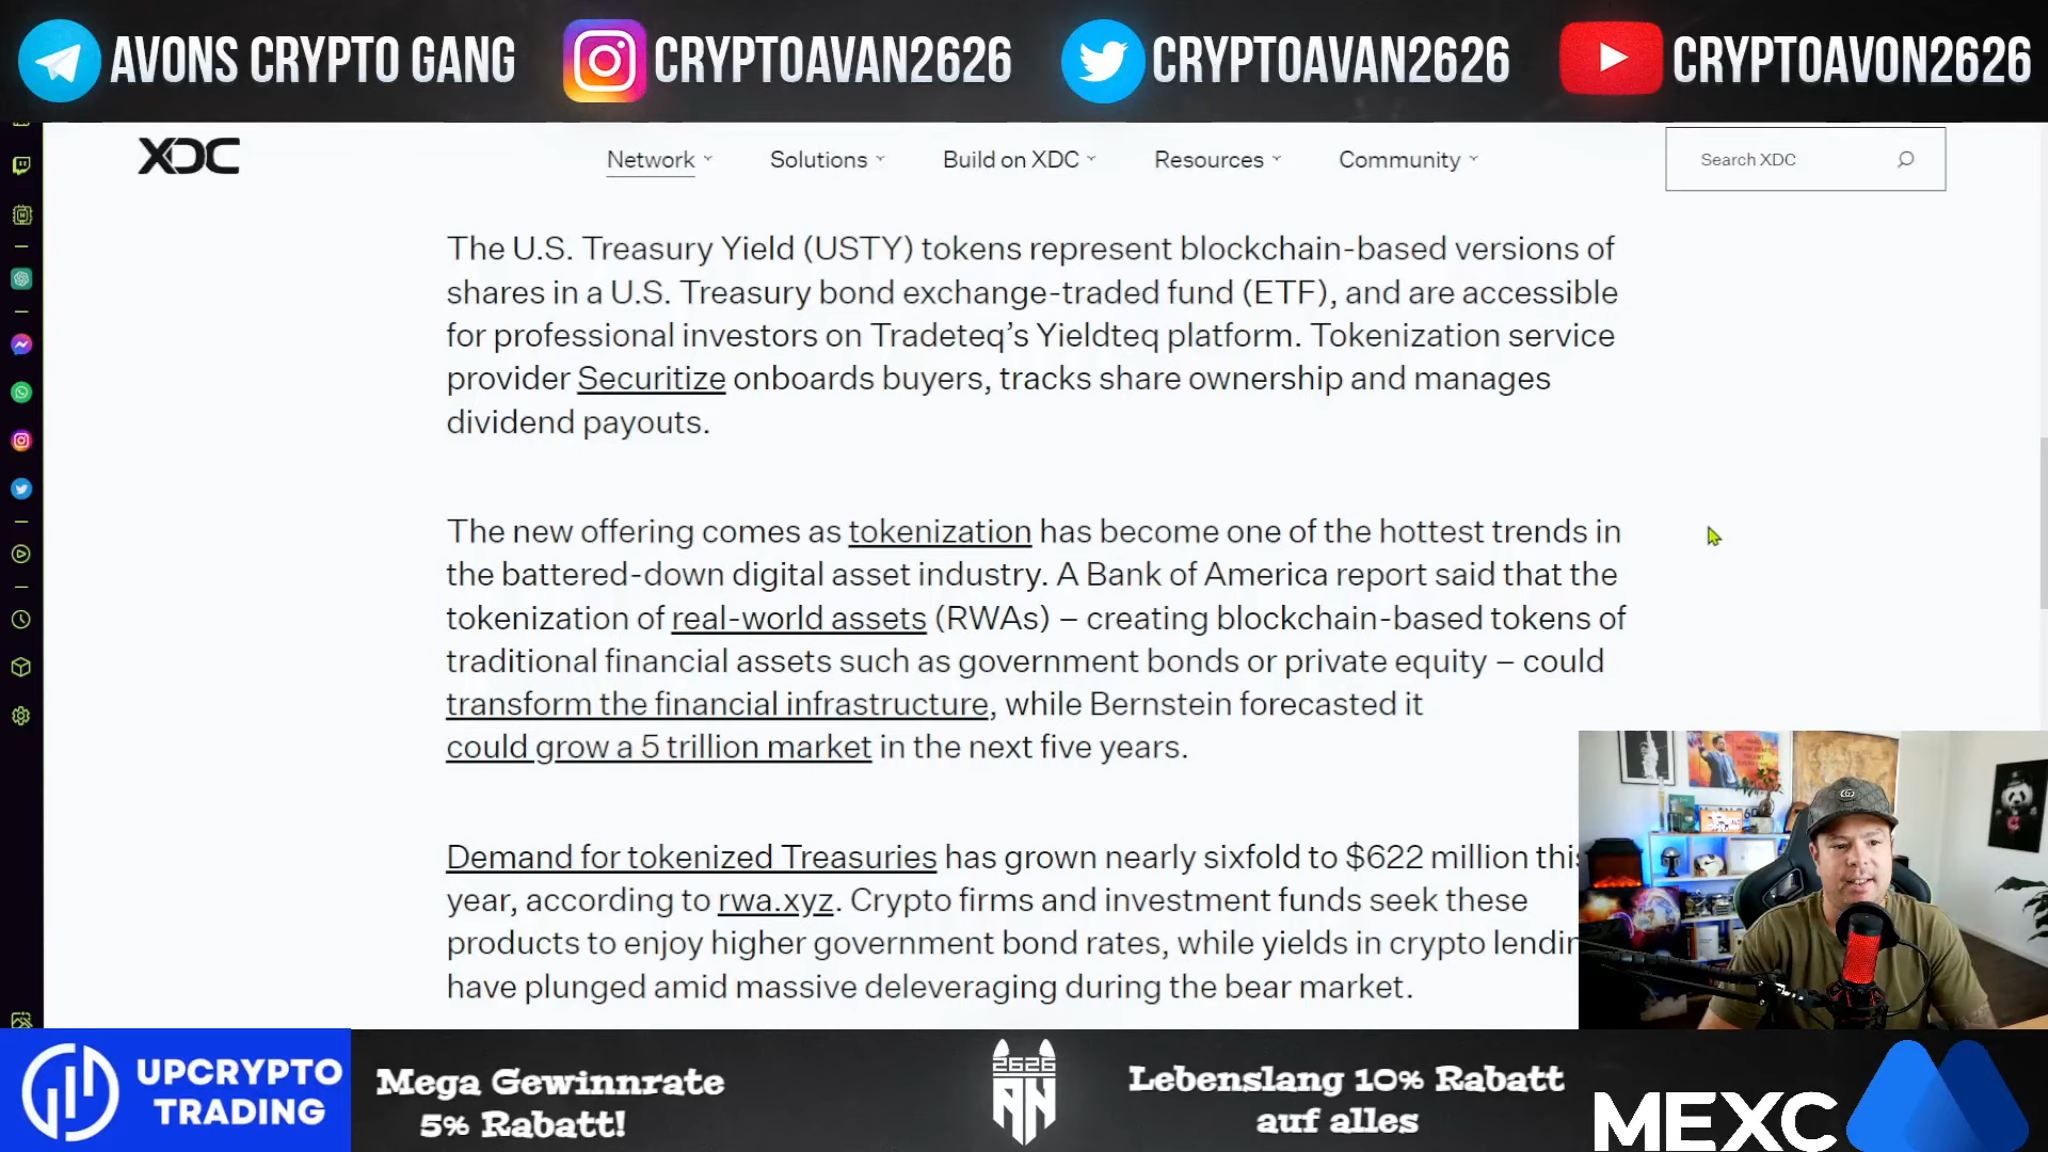 AVONS CRYPTO GANG
CRYPTOAVAN2626
CRYPTOAVAN2626
CRYPTOAVON2626
XDC
Network
Solutions
Build on XDC
Resources
Community
Search XDC
The U.S. Treasury Yield (USTY) tokens represent blockchain-based versions of
shares in a U.S. Treasury bond exchange-traded fund (ETF), and are accessible
for professional investors on Tradeteq’s Yieldteq platform. Tokenization service
provider Securitize onboards buyers, tracks share ownership and manages
dividend payouts.
The new offering comes as tokenization has become one of the hottest trends in
the battered-down digital asset industry. A Bank of America report said that the
tokenization of real-world assets (RWAs) – creating blockchain-based tokens of
traditional financial assets such as government bonds or private equity – could
transform the financial infrastructure, while Bernstein forecasted it
could grow a 5 trillion market in the next five years.
Demand for tokenized Treasuries has grown nearly sixfold to $622 million this
year, according to rwa.xyz. Crypto firms and investment funds seek these
products to enjoy higher government bond rates, while yields in crypto lendin
have plunged amid massive deleveraging during the bear market.
UPCRYPTO
TRADING
Mega Gewinnrate
5% Rabatt!
2626
AN
Lebenslang 10% Rabatt
auf alles
MEXC